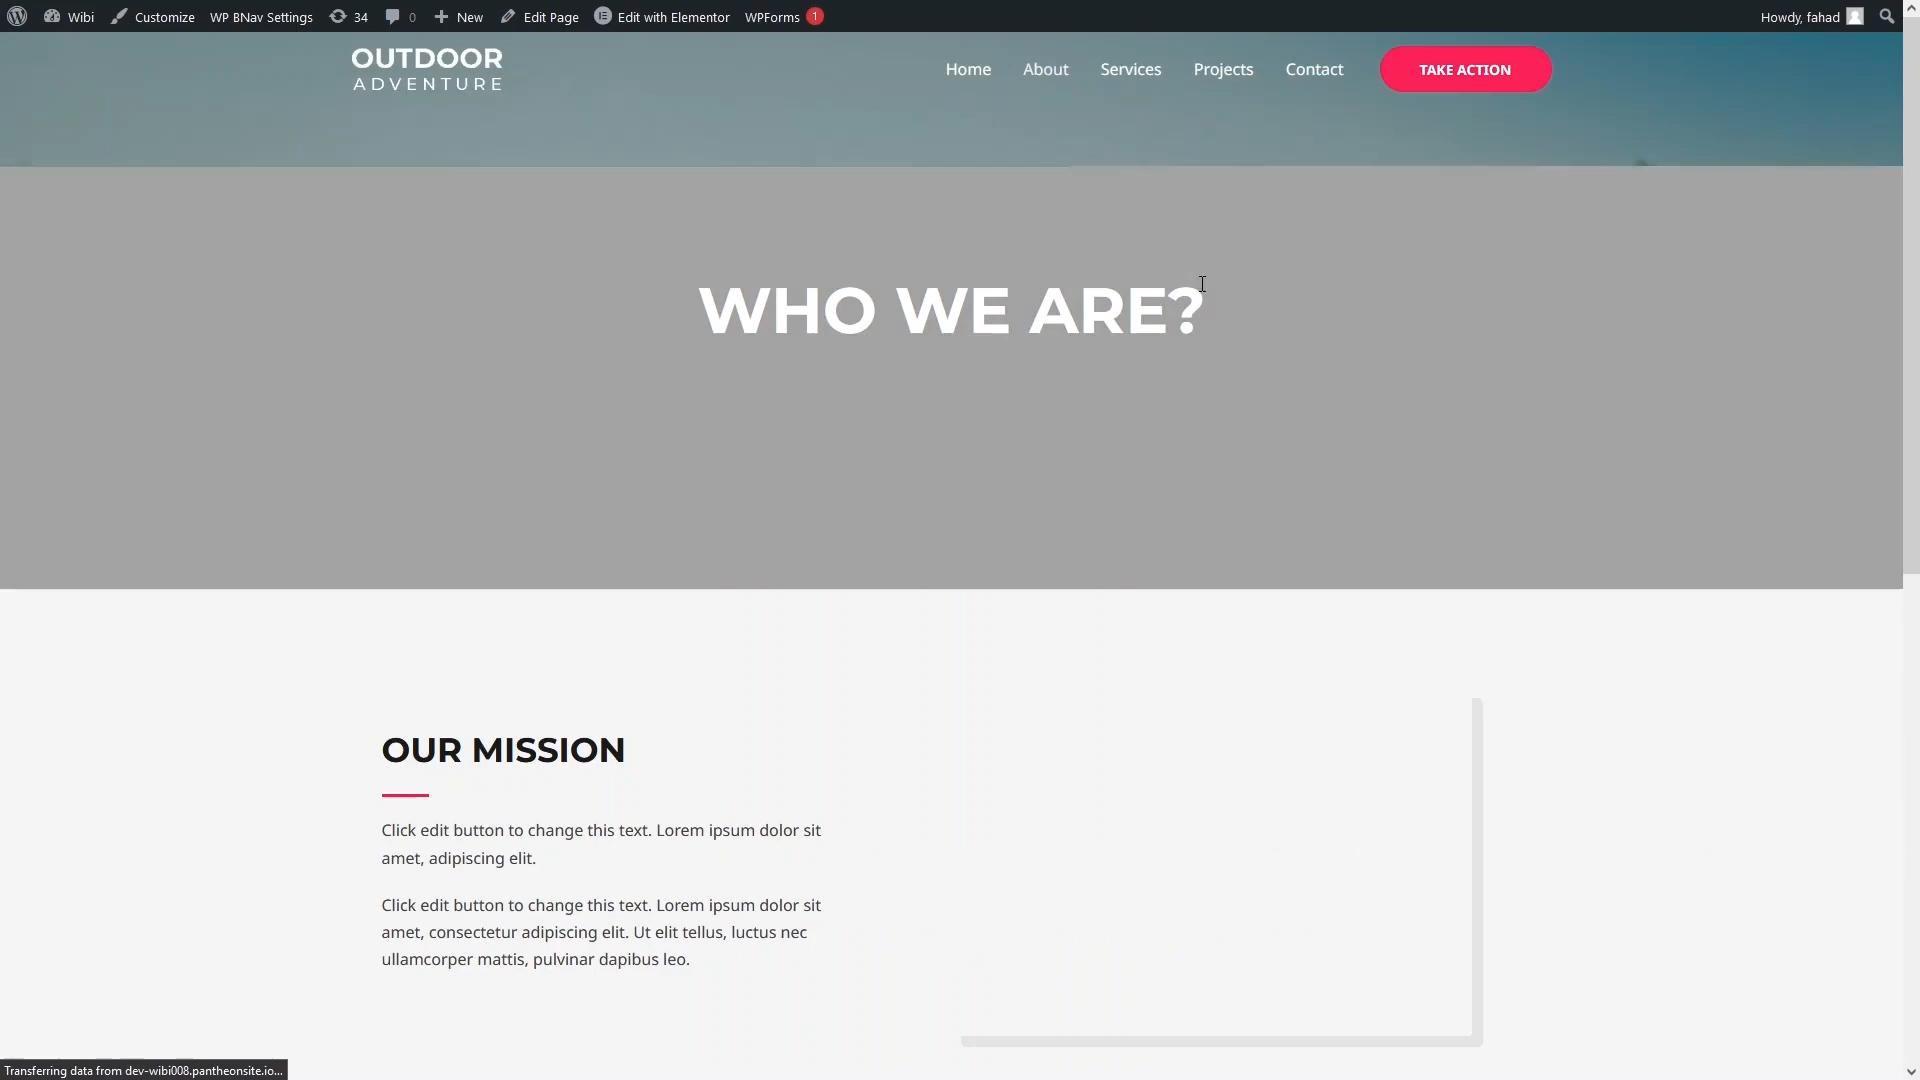 Wibi Customize WP BNav Settings 34 0 New Edit Page Edit with Elementor WPForms 1 Howdy, fahad
OUTDOOR
ADVENTURE
Home About Services Projects Contact TAKE ACTION
WHO WE ARE?
OUR MISSION
Click edit button to change this text. Lorem ipsum dolor sit
amet, adipiscing elit.
Click edit button to change this text. Lorem ipsum dolor sit
amet, consectetur adipiscing elit. Ut elit tellus, luctus nec
ullamcorper mattis, pulvinar dapibus leo.
Transferring data from dev-wibi008.pantheonsite.io...